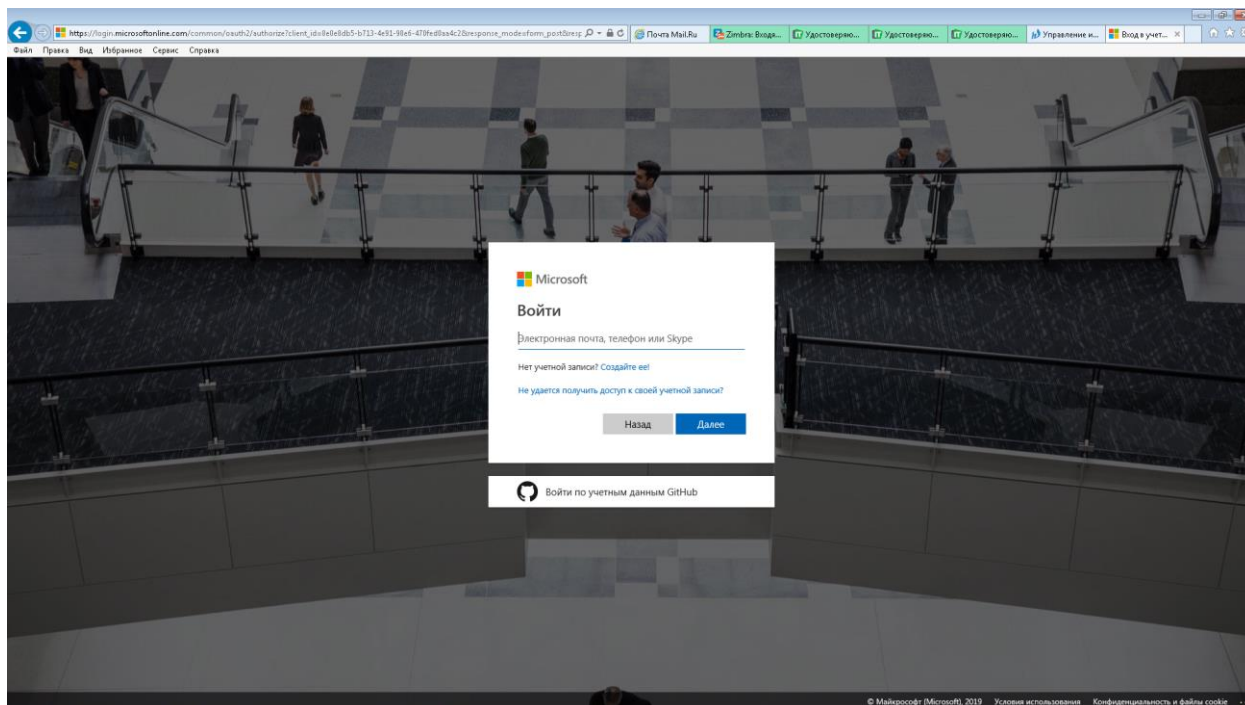 Почта Mail.Ru
Zimbra: Входя...
Удостоверяю...
Удостоверяю...
Удостоверяю...
Управление и...
Вход в учет...
Файл Правка Вид Избранное Сервис Справка
Microsoft
Войти
Электронная почта, телефон или Skype
Нет учетной записи? Создайте ее!
Не удается получить доступ к своей учетной записи?
Назад Далее
Войти по учетным данным GitHub
© Майкрософт (Microsoft), 2019 Условия использования Конфиденциальность и файлы cookie